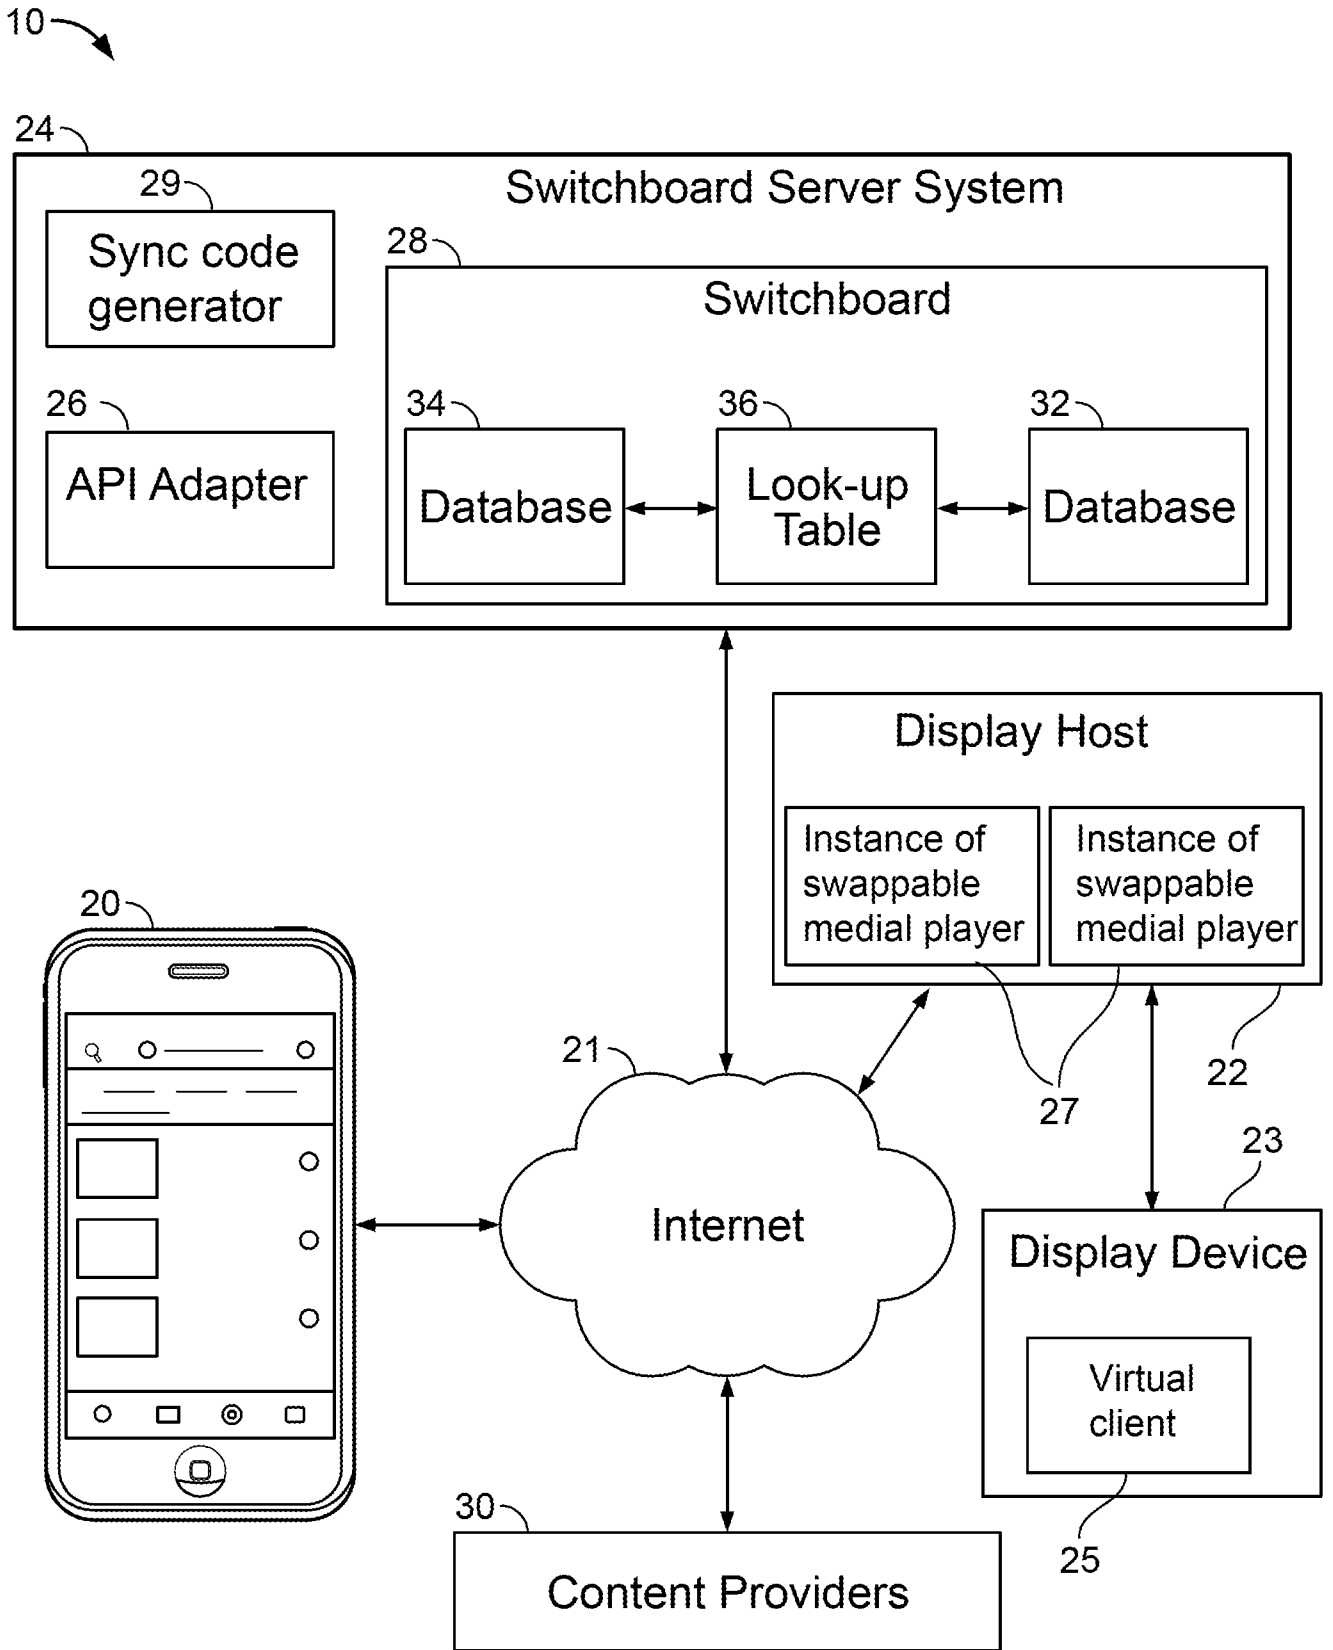 10
24
29
Switchboard Server System
Sync code
generator
28
Switchboard
26
API Adapter
34
Database
36
Look-up
Table
32
Database
Display Host
Instance of
swappable
medial player
Instance of
swappable
medial player
20
21
27
22
Internet
23
Display Device
Virtual
client
25
30
Content Providers